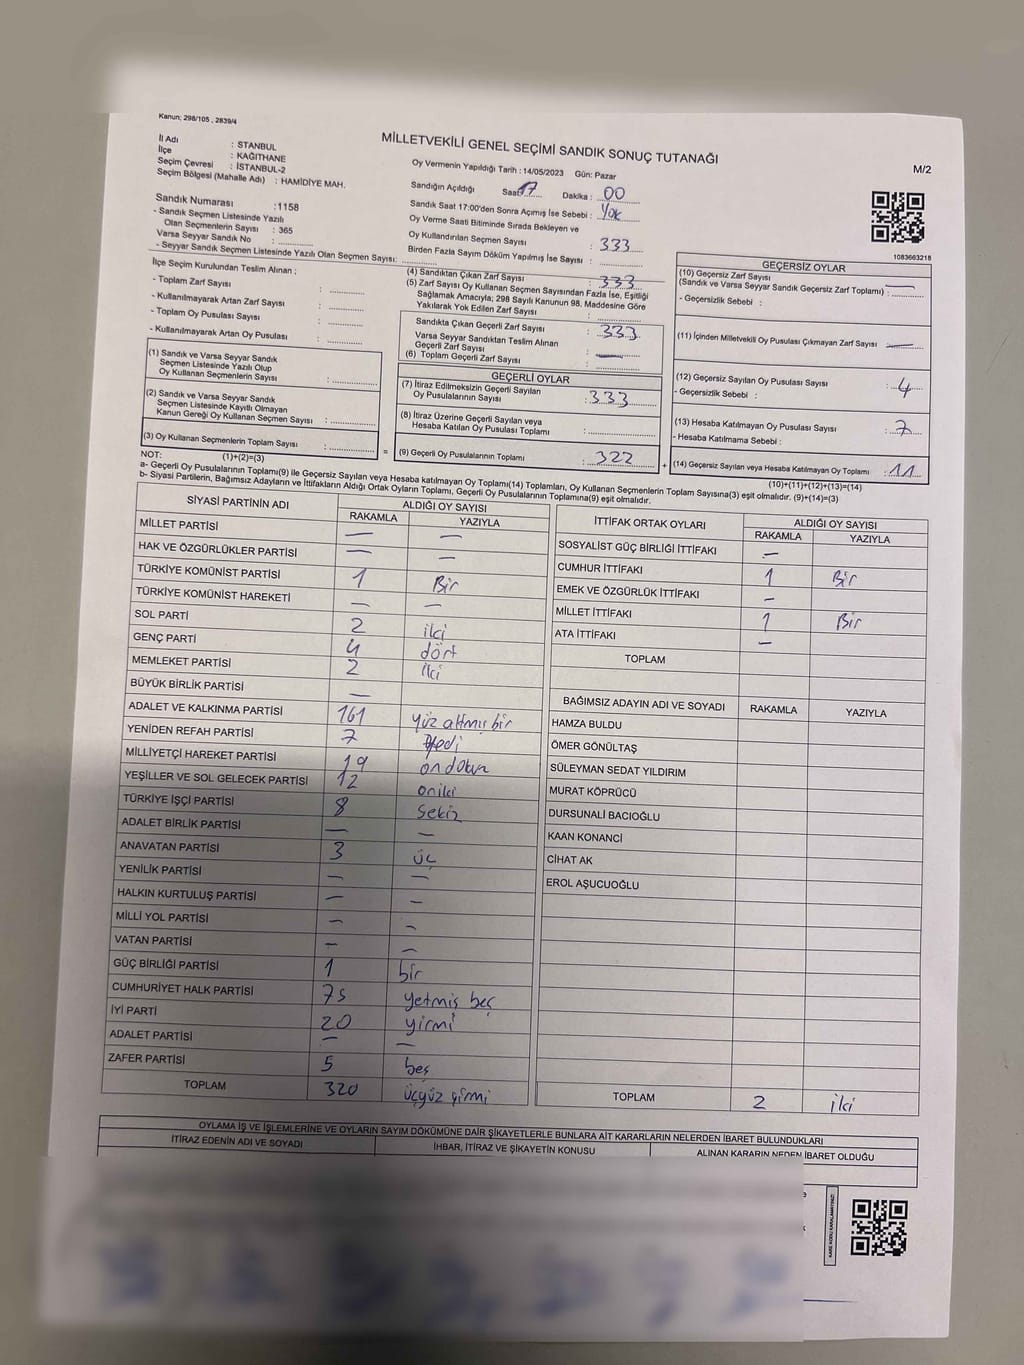 Kanun; 298/105 , 2839/4
MİLLETVEKİLİ GENEL SEÇİMİ SANDIK SONUÇ TUTANAĞI
M/2
İl Adı : STANBUL
İlçe : KAĞITHANE
Seçim Çevresi : İSTANBUL-2
Seçim Bölgesi (Mahalle Adı) : HAMİDİYE MAH.
Sandık Numarası :1158
- Sandık Seçmen Listesinde Yazılı
Olan Seçmenlerin Sayısı : 365
Varsa Seyyar Sandık No :
- Seyyar Sandık Seçmen Listesinde Yazılı Olan Seçmen Sayısı:
Oy Vermenin Yapıldığı Tarih : 14/05/2023 Gün: Pazar
Sandığın Açıldığı Saat 17 Dakika : 00
Sandık Saat 17:00'den Sonra Açımış İse Sebebi : Yok
Oy Verme Saati Bitiminde Sırada Bekleyen ve
Oy Kullandırılan Seçmen Sayısı : 333
Birden Fazla Sayım Döküm Yapılmış İse Sayısı :
1083663218
İlçe Seçim Kurulundan Teslim Alınan ;
- Toplam Zarf Sayısı :
- Kullanılmayarak Artan Zarf Sayısı :
- Toplam Oy Pusulası Sayısı :
- Kullanılmayarak Artan Oy Pusulası :
(4) Sandıktan Çıkan Zarf Sayısı : 333
(5) Zarf Sayısı Oy Kullanan Seçmen Sayısından Fazla İse, Eşitliği
Sağlamak Amacıyla; 298 Sayılı Kanunun 98. Maddesine Göre
Yakılarak Yok Edilen Zarf Sayısı :
Sandıkta Çıkan Geçerli Zarf Sayısı : 333
Varsa Seyyar Sandıktan Teslim Alınan
Geçerli Zarf Sayısı : —
(6) Toplam Geçerli Zarf Sayısı :
GEÇERSİZ OYLAR
(10) Geçersiz Zarf Sayısı
(Sandık ve Varsa Seyyar Sandık Geçersiz Zarf Toplamı) : —
- Geçersizlik Sebebi :
(11) İçinden Milletvekili Oy Pusulası Çıkmayan Zarf Sayısı : —
(12) Geçersiz Sayılan Oy Pusulası Sayısı : 4
- Geçersizlik Sebebi :
(13) Hesaba Katılmayan Oy Pusulası Sayısı : 7
- Hesaba Katılmama Sebebi :
(14) Geçersiz Sayılan veya Hesaba Katılmayan Oy Toplamı : 11
(10)+(11)+(12)+(13)=(14)
(1) Sandık ve Varsa Seyyar Sandık
Seçmen Listesinde Yazılı Olup
Oy Kullanan Seçmenlerin Sayısı :
(2) Sandık ve Varsa Seyyar Sandık
Seçmen Listesinde Kayıtlı Olmayan
Kanun Gereği Oy Kullanan Seçmen Sayısı :
(3) Oy Kullanan Seçmenlerin Toplam Sayısı : =
GEÇERLİ OYLAR
(7) İtiraz Edilmeksizin Geçerli Sayılan
Oy Pusulalarının Sayısı : 333
(8) İtiraz Üzerine Geçerli Sayılan veya
Hesaba Katılan Oy Pusulası Toplamı :
(9) Geçerli Oy Pusulalarının Toplamı : 322 +
NOT: (1)+(2)=(3)
a- Geçerli Oy Pusulalarının Toplamı(9) ile Geçersiz Sayılan veya Hesaba katılmayan Oy Toplamı(14) Toplamları, Oy Kullanan Seçmenlerin Toplam Sayısına(3) eşit olmalıdır. (9)+(14)=(3)
b- Siyasi Partilerin, Bağımsız Adayların ve İttifakların Aldığı Ortak Oyların Toplamı, Geçerli Oy Pusulalarının Toplamına(9) eşit olmalıdır.
SİYASİ PARTİNİN ADI ALDIĞI OY SAYISI
RAKAMLA YAZIYLA
MİLLET PARTİSİ — —
HAK VE ÖZGÜRLÜKLER PARTİSİ — —
TÜRKİYE KOMÜNİST PARTİSİ 1 Bir
TÜRKİYE KOMÜNİST HAREKETİ — —
SOL PARTİ 2 iki
GENÇ PARTİ 4 dört
MEMLEKET PARTİSİ 2 iki
BÜYÜK BİRLİK PARTİSİ —
ADALET VE KALKINMA PARTİSİ 161 yüz altmış bir
YENİDEN REFAH PARTİSİ 7 yedi
MİLLİYETÇİ HAREKET PARTİSİ 19 on dokuz
YEŞİLLER VE SOL GELECEK PARTİSİ 12 oniki
TÜRKİYE İŞÇİ PARTİSİ 8 sekiz
ADALET BİRLİK PARTİSİ — —
ANAVATAN PARTİSİ 3 üç
YENİLİK PARTİSİ — —
HALKIN KURTULUŞ PARTİSİ — —
MİLLİ YOL PARTİSİ — —
VATAN PARTİSİ — —
GÜÇ BİRLİĞİ PARTİSİ 1 bir
CUMHURİYET HALK PARTİSİ 75 yetmiş beş
İYİ PARTİ 20 yirmi
ADALET PARTİSİ — —
ZAFER PARTİSİ 5 beş
TOPLAM 320 üçyüz yirmi
İTTİFAK ORTAK OYLARI ALDIĞI OY SAYISI
RAKAMLA YAZIYLA
SOSYALİST GÜÇ BİRLİĞİ İTTİFAKI —
CUMHUR İTTİFAKI 1 Bir
EMEK VE ÖZGÜRLÜK İTTİFAKI —
MİLLET İTTİFAKI 1 Bir
ATA İTTİFAKI —
TOPLAM
BAĞIMSIZ ADAYIN ADI VE SOYADI RAKAMLA YAZIYLA
HAMZA BULDU
ÖMER GÖNÜLTAŞ
SÜLEYMAN SEDAT YILDIRIM
MURAT KÖPRÜCÜ
DURSUNALİ BACIOĞLU
KAAN KONANCİ
CİHAT AK
EROL AŞUCUOĞLU
TOPLAM 2 iki
OYLAMA İŞ VE İŞLEMLERİNE VE OYLARIN SAYIM DÖKÜMÜNE DAİR ŞİKAYETLERLE BUNLARA AİT KARARLARIN NELERDEN İBARET BULUNDUKLARI
İTİRAZ EDENİN ADI VE SOYADI İHBAR, İTİRAZ VE ŞİKAYETİN KONUSU ALINAN KARARIN NEDEN İBARET OLDUĞU